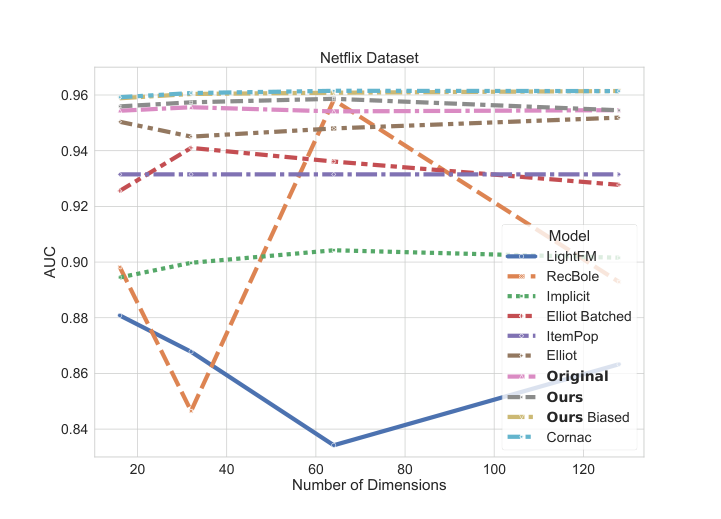 Netflix Dataset
AUC
0.96
0.94
0.92
0.90
0.88
0.86
0.84
Model
LightFM
RecBole
Implicit
Elliot Batched
ItemPop
Elliot
Original
Ours
Ours Biased
Cornac
20 40 60 80 100 120
Number of Dimensions